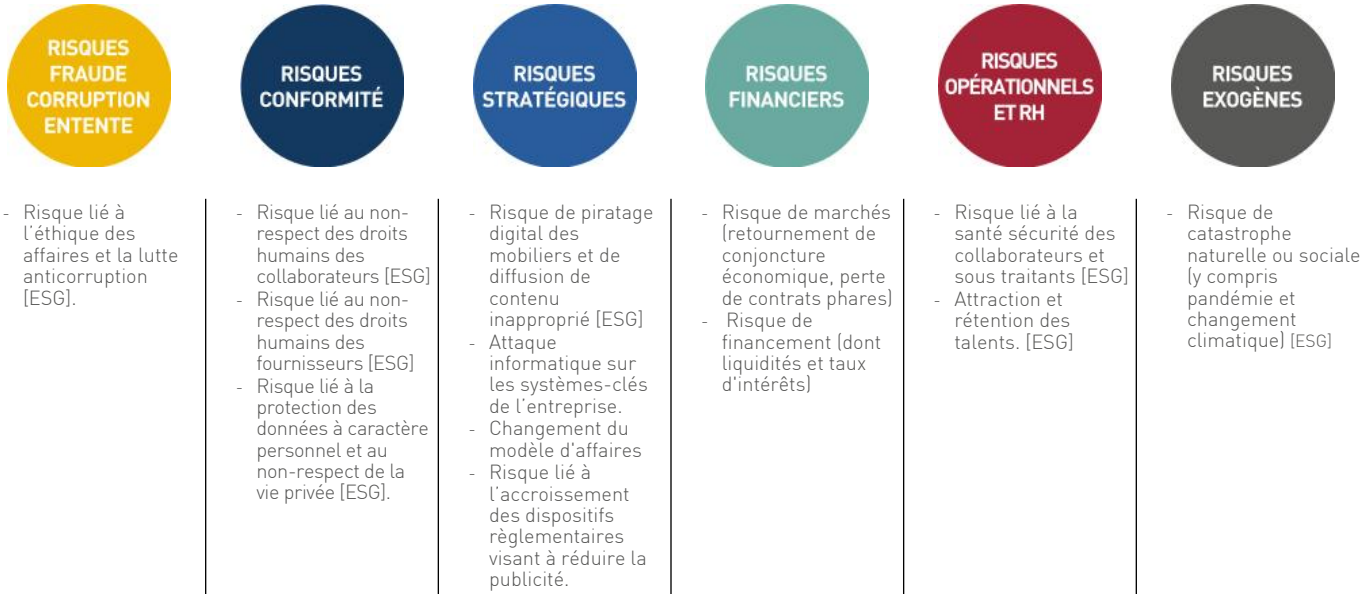 RISQUES
FRAUDE
CORRUPTION
ENTENTE
RISQUES
CONFORMITÉ
RISQUES
STRATÉGIQUES
RISQUES
FINANCIERS
RISQUES
OPÉRATIONNELS
ET RH
RISQUES
EXOGÈNES
- Risque lié à
l'éthique des
affaires et la lutte
anticorruption
[ESG].
- Risque lié au non-
respect des droits
humains des
collaborateurs [ESG]
- Risque lié au non-
respect des droits
humains des
fournisseurs [ESG]
- Risque lié à la
protection des
données à caractère
personnel et au
non-respect de la
vie privée [ESG].
- Risque de piratage
digital des
mobiliers et de
diffusion de
contenu
inapproprié [ESG]
- Attaque
informatique sur
les systèmes-clés
de l'entreprise.
- Changement du
modèle d'affaires
- Risque lié à
l'accroissement
des dispositifs
règlementaires
visant à réduire la
publicité.
- Risque de marchés
(retournement de
conjoncture
économique, perte
de contrats phares)
- Risque de
financement (dont
liquidités et taux
d'intérêts)
- Risque lié à la
santé sécurité des
collaborateurs et
sous traitants [ESG]
- Attraction et
rétention des
talents. [ESG]
- Risque de
catastrophe
naturelle ou sociale
(y compris
pandémie et
changement
climatique) [ESG]